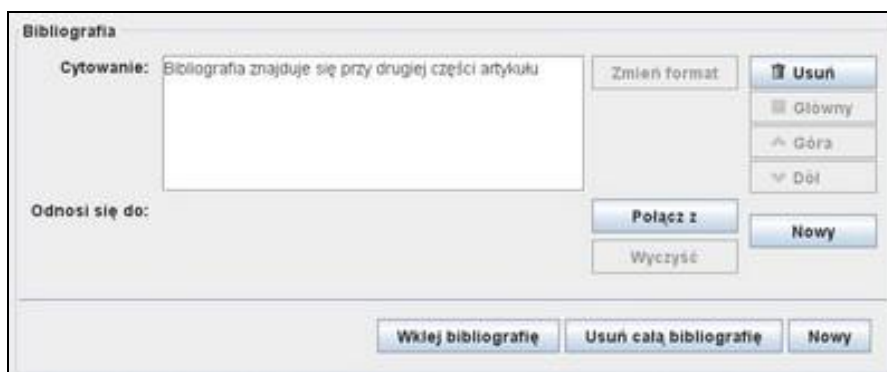 Bibliografia
Cytowanie: Bibliografia znajduje się przy drugiej części artykułu Zmień format Usuń
Główny
Góra
Dół
Odnosi się do: Połącz z Nowy
Wyczyść
Wklej bibliografię Usuń całą bibliografię Nowy